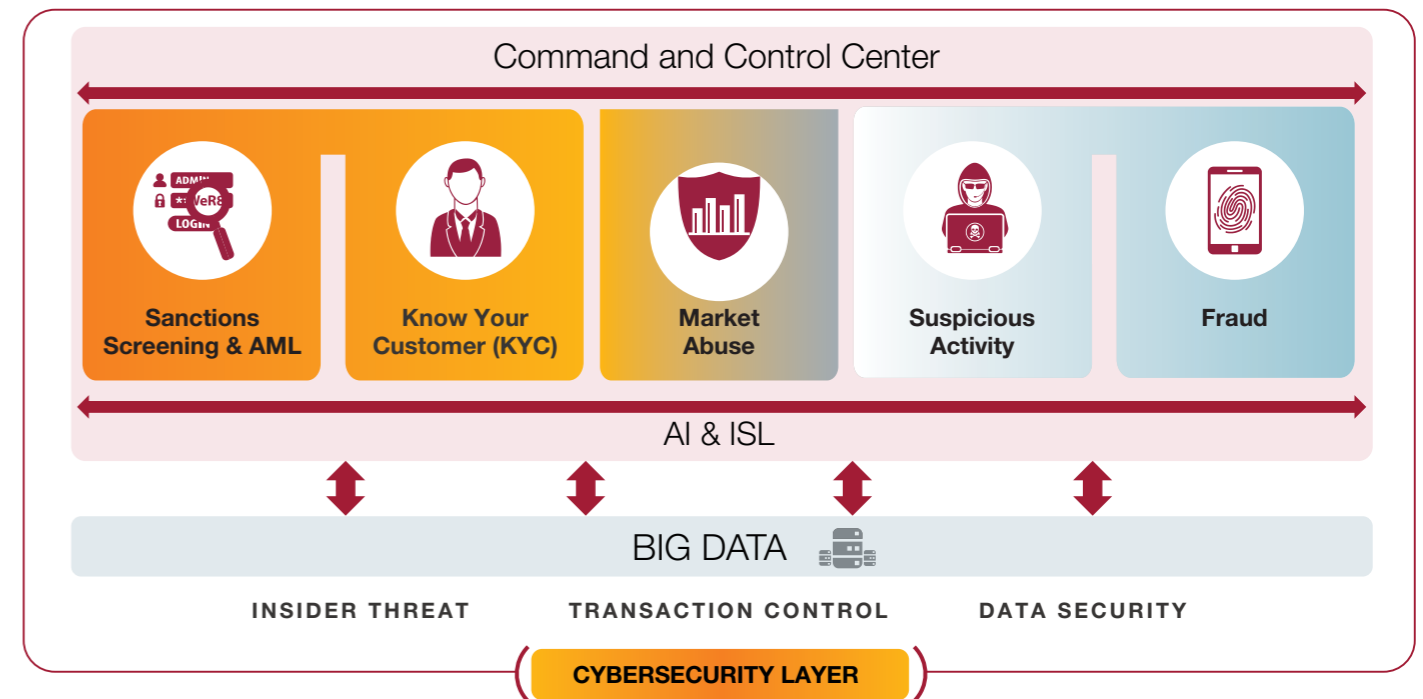 Command and Control Center
ADMIN
WeR8
LOGIN
Sanctions
Screening & AML
Know Your
Customer (KYC)
Market
Abuse
Suspicious
Activity
Fraud
AI & ISL
BIG DATA
INSIDER THREAT
TRANSACTION CONTROL
DATA SECURITY
CYBERSECURITY LAYER